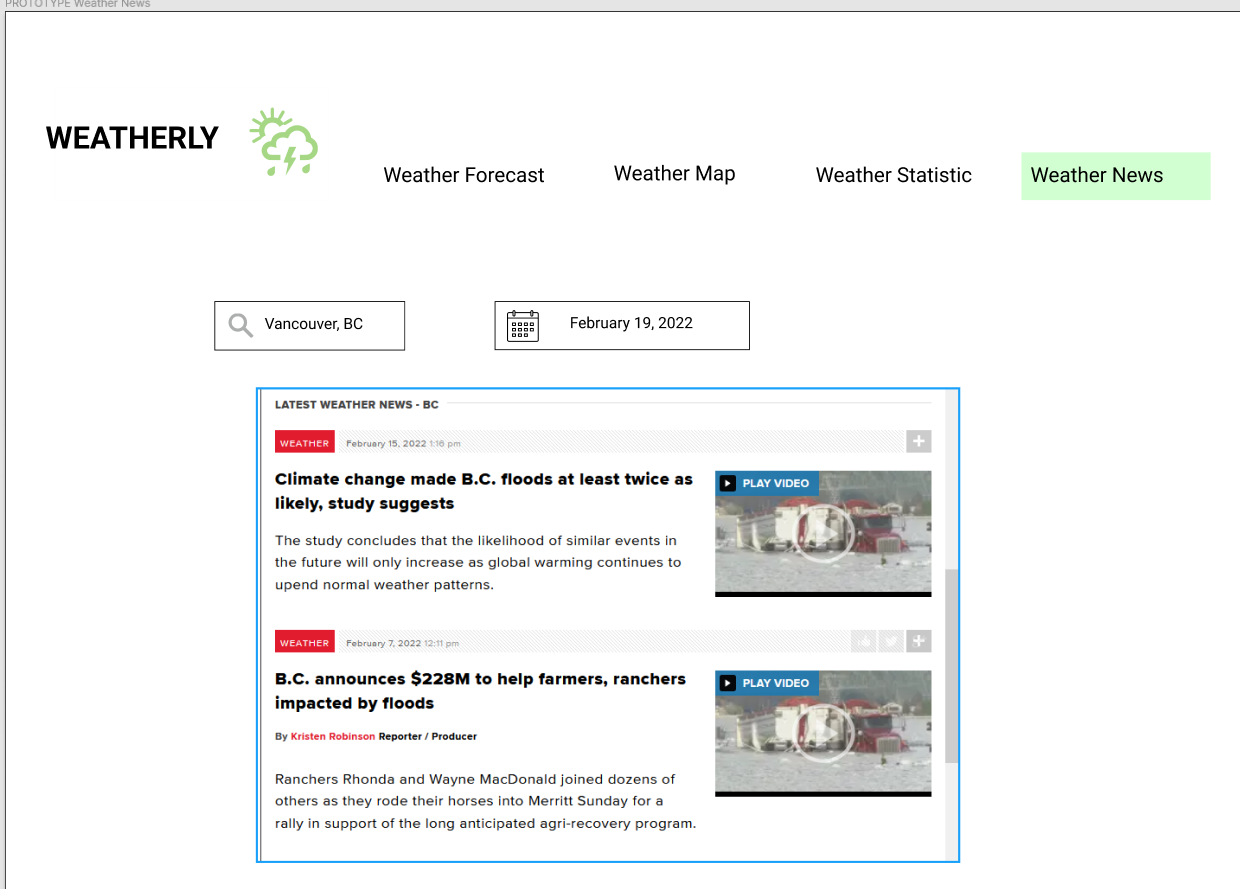 PROTOTYPE Weather News
WEATHERLY
Weather Forecast
Weather Map
Weather Statistic
Weather News
Vancouver, BC
February 19, 2022
LATEST WEATHER NEWS - BC
WEATHER
February 15, 2022 1:16 pm
Climate change made B.C. floods at least twice as
likely, study suggests
PLAY VIDEO
The study concludes that the likelihood of similar events in
the future will only increase as global warming continues to
upend normal weather patterns.
WEATHER
February 7, 2022 12:11 pm
B.C. announces $228M to help farmers, ranchers
impacted by floods
PLAY VIDEO
By Kristen Robinson Reporter / Producer
Ranchers Rhonda and Wayne MacDonald joined dozens of
others as they rode their horses into Merritt Sunday for a
rally in support of the long anticipated agri-recovery program.